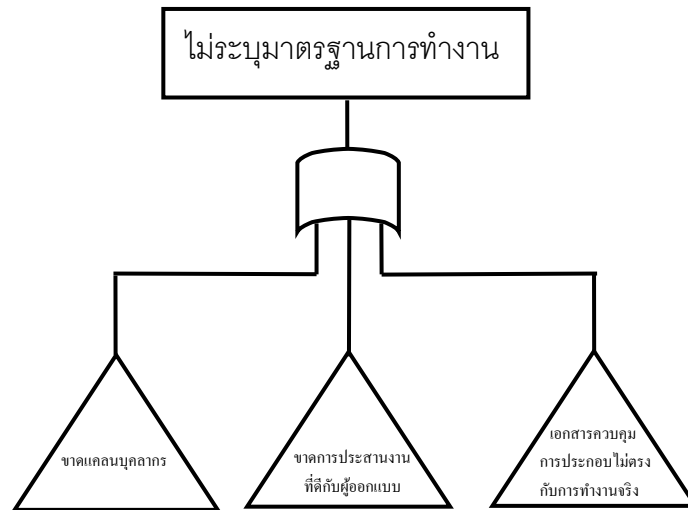 ไม่ระบุมาตรฐานการทำงาน
ขาดแคลนบุคลากร
ขาดการประสานงาน
ที่ดีกับผู้ออกแบบ
เอกสารควบคุม
การประกอบไม่ตรง
กับการทำงานจริง